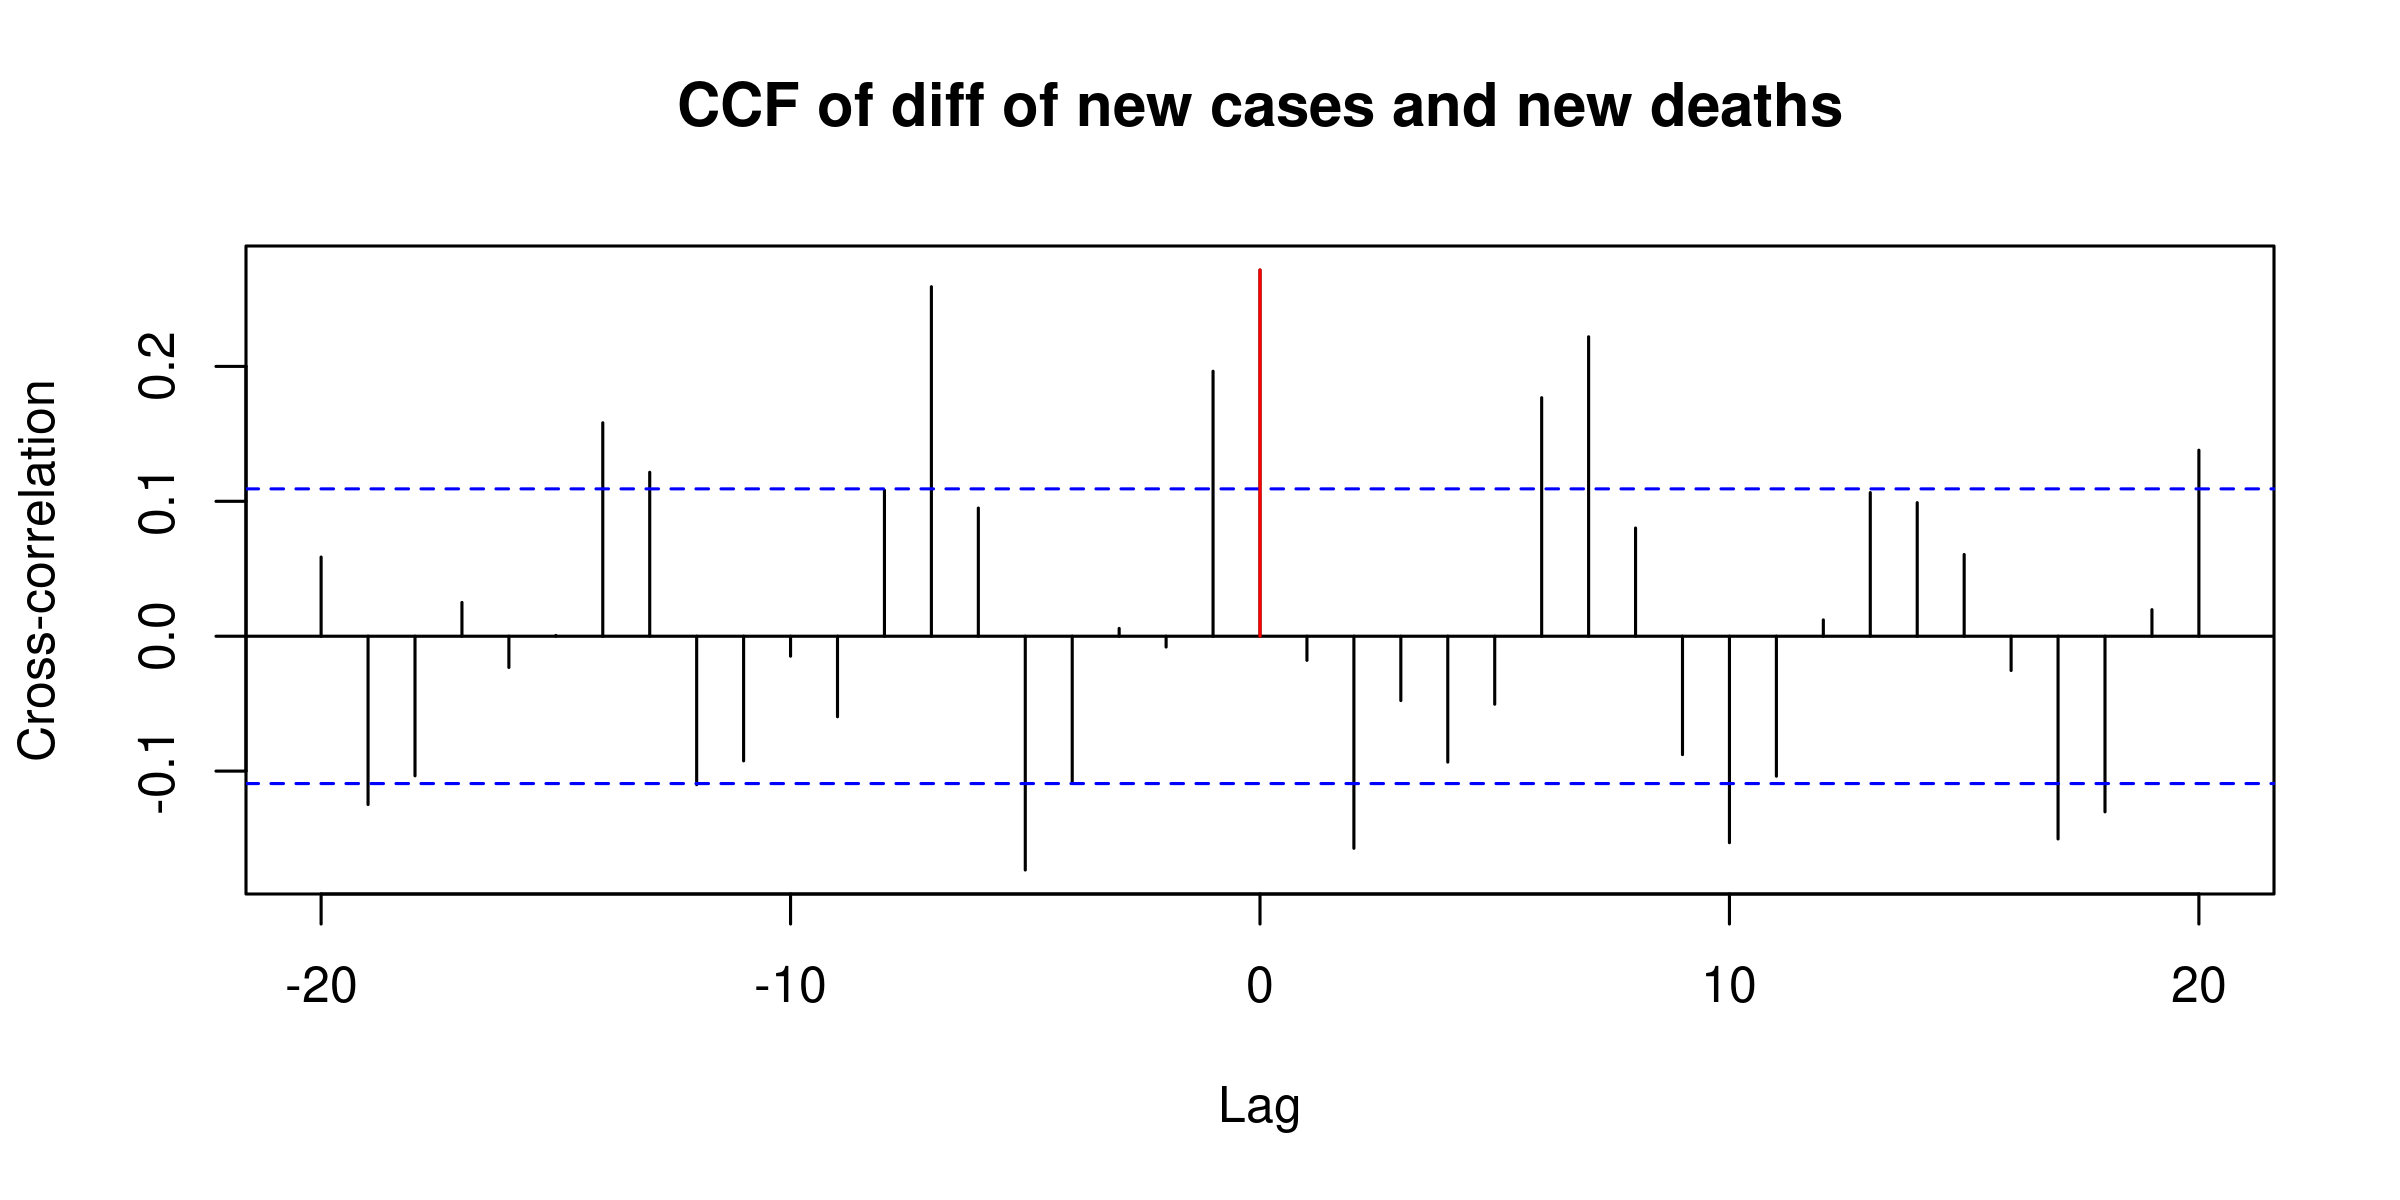 CCF of diff of new cases and new deaths
Cross-correlation
0.2
0.1
0.0
-0.1
-20 -10 0 10 20
Lag